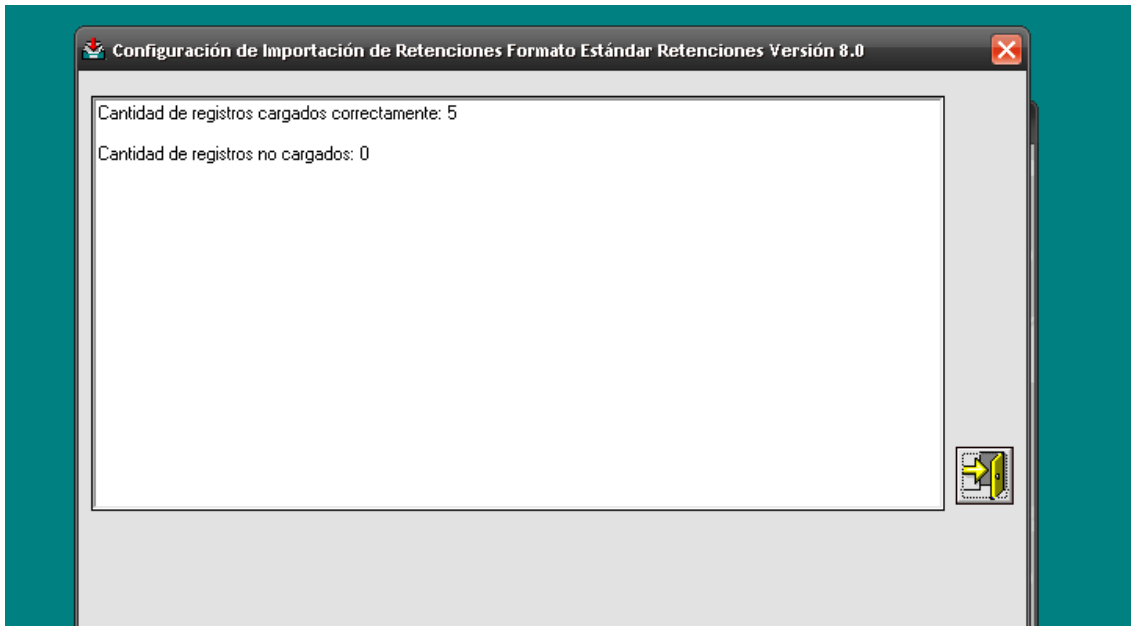 Configuración de Importación de Retenciones Formato Estándar Retenciones Versión 8.0
Cantidad de registros cargados correctamente: 5
Cantidad de registros no cargados: 0